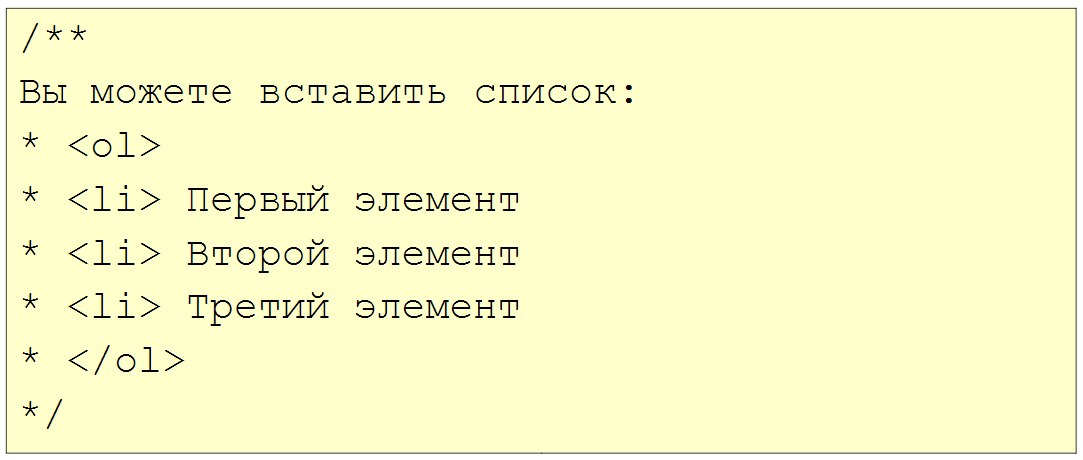 /**
Вы можете вставить список:
* <ol>
* <li> Первый элемент
* <li> Второй элемент
* <li> Третий элемент
* </ol>
*/